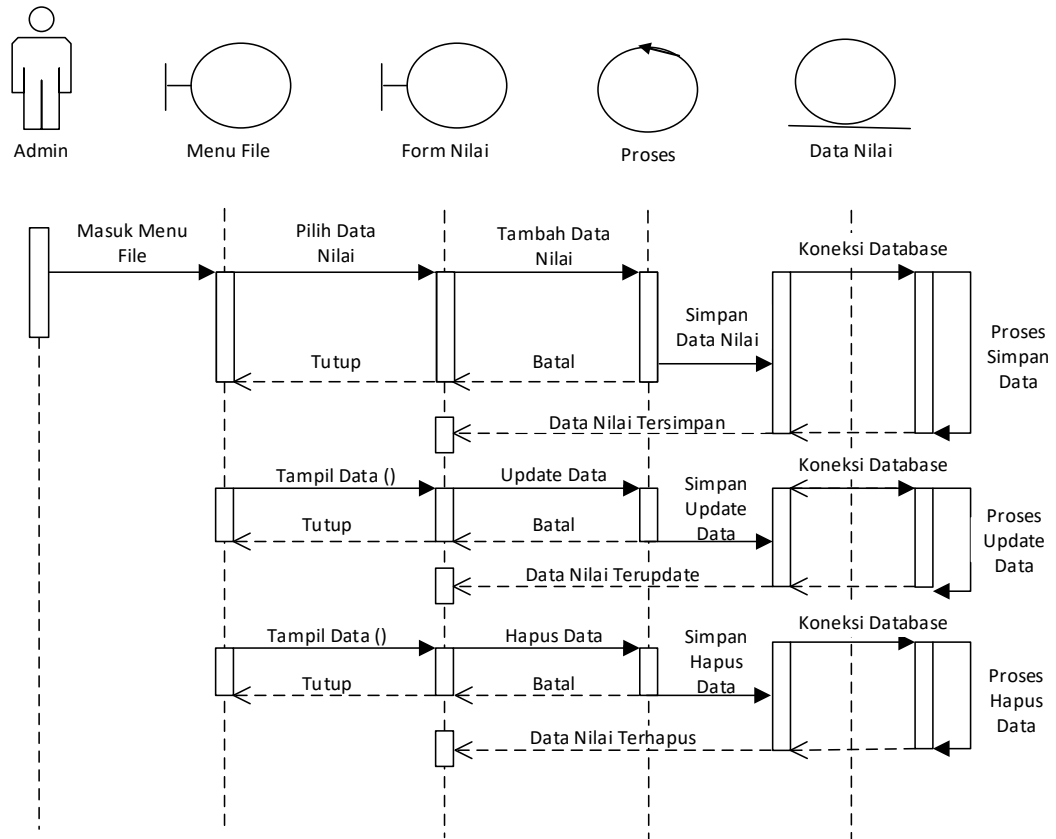 Admin
Menu File
Form Nilai
Proses
Data Nilai
Masuk Menu
File
Pilih Data
Nilai
Tambah Data
Nilai
Koneksi Database
Simpan
Data Nilai
Proses
Simpan
Data
Tutup
Batal
Data Nilai Tersimpan
Tampil Data ()
Update Data
Simpan
Update
Data
Koneksi Database
Tutup
Batal
Proses
Update
Data
Data Nilai Terupdate
Tampil Data ()
Hapus Data
Simpan
Hapus
Data
Koneksi Database
Tutup
Batal
Proses
Hapus
Data
Data Nilai Terhapus